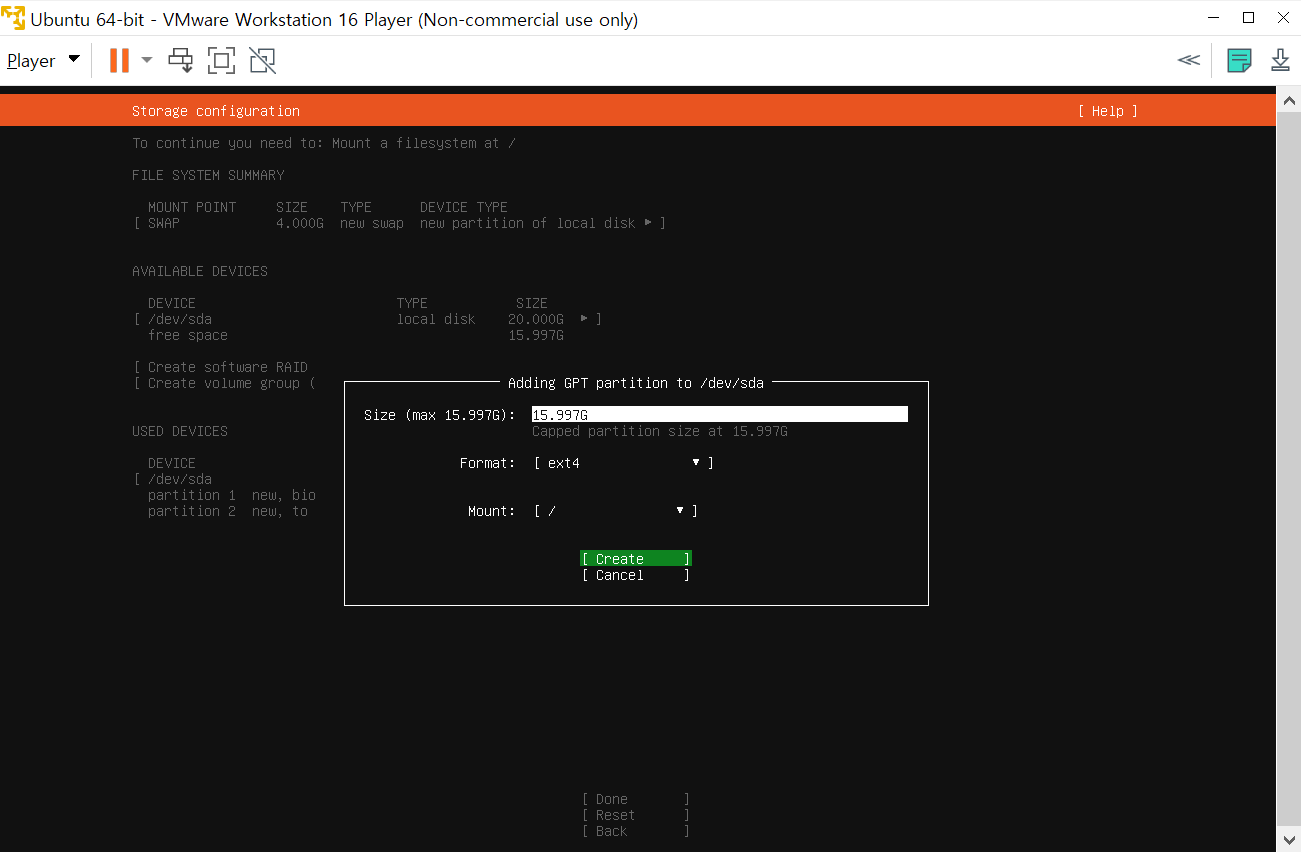 Ubuntu 64-bit - VMware Workstation 16 Player (Non-commercial use only)
Player
Storage configuration [ Help ]
To continue you need to: Mount a filesystem at /
FILE SYSTEM SUMMARY
MOUNT POINT SIZE TYPE DEVICE TYPE
[ SWAP 4.000G new swap new partition of local disk ▸ ]
AVAILABLE DEVICES
DEVICE TYPE SIZE
[ /dev/sda local disk 20.000G ▸ ]
free space 15.997G
[ Create software RAID
[ Create volume group (
USED DEVICES
DEVICE
[ /dev/sda
partition 1 new, bio
partition 2 new, to
Adding GPT partition to /dev/sda
Size (max 15.997G): 15.997G
Capped partition size at 15.997G
Format: [ ext4 ▾ ]
Mount: [ / ▾ ]
[ Create ]
[ Cancel ]
[ Done ]
[ Reset ]
[ Back ]